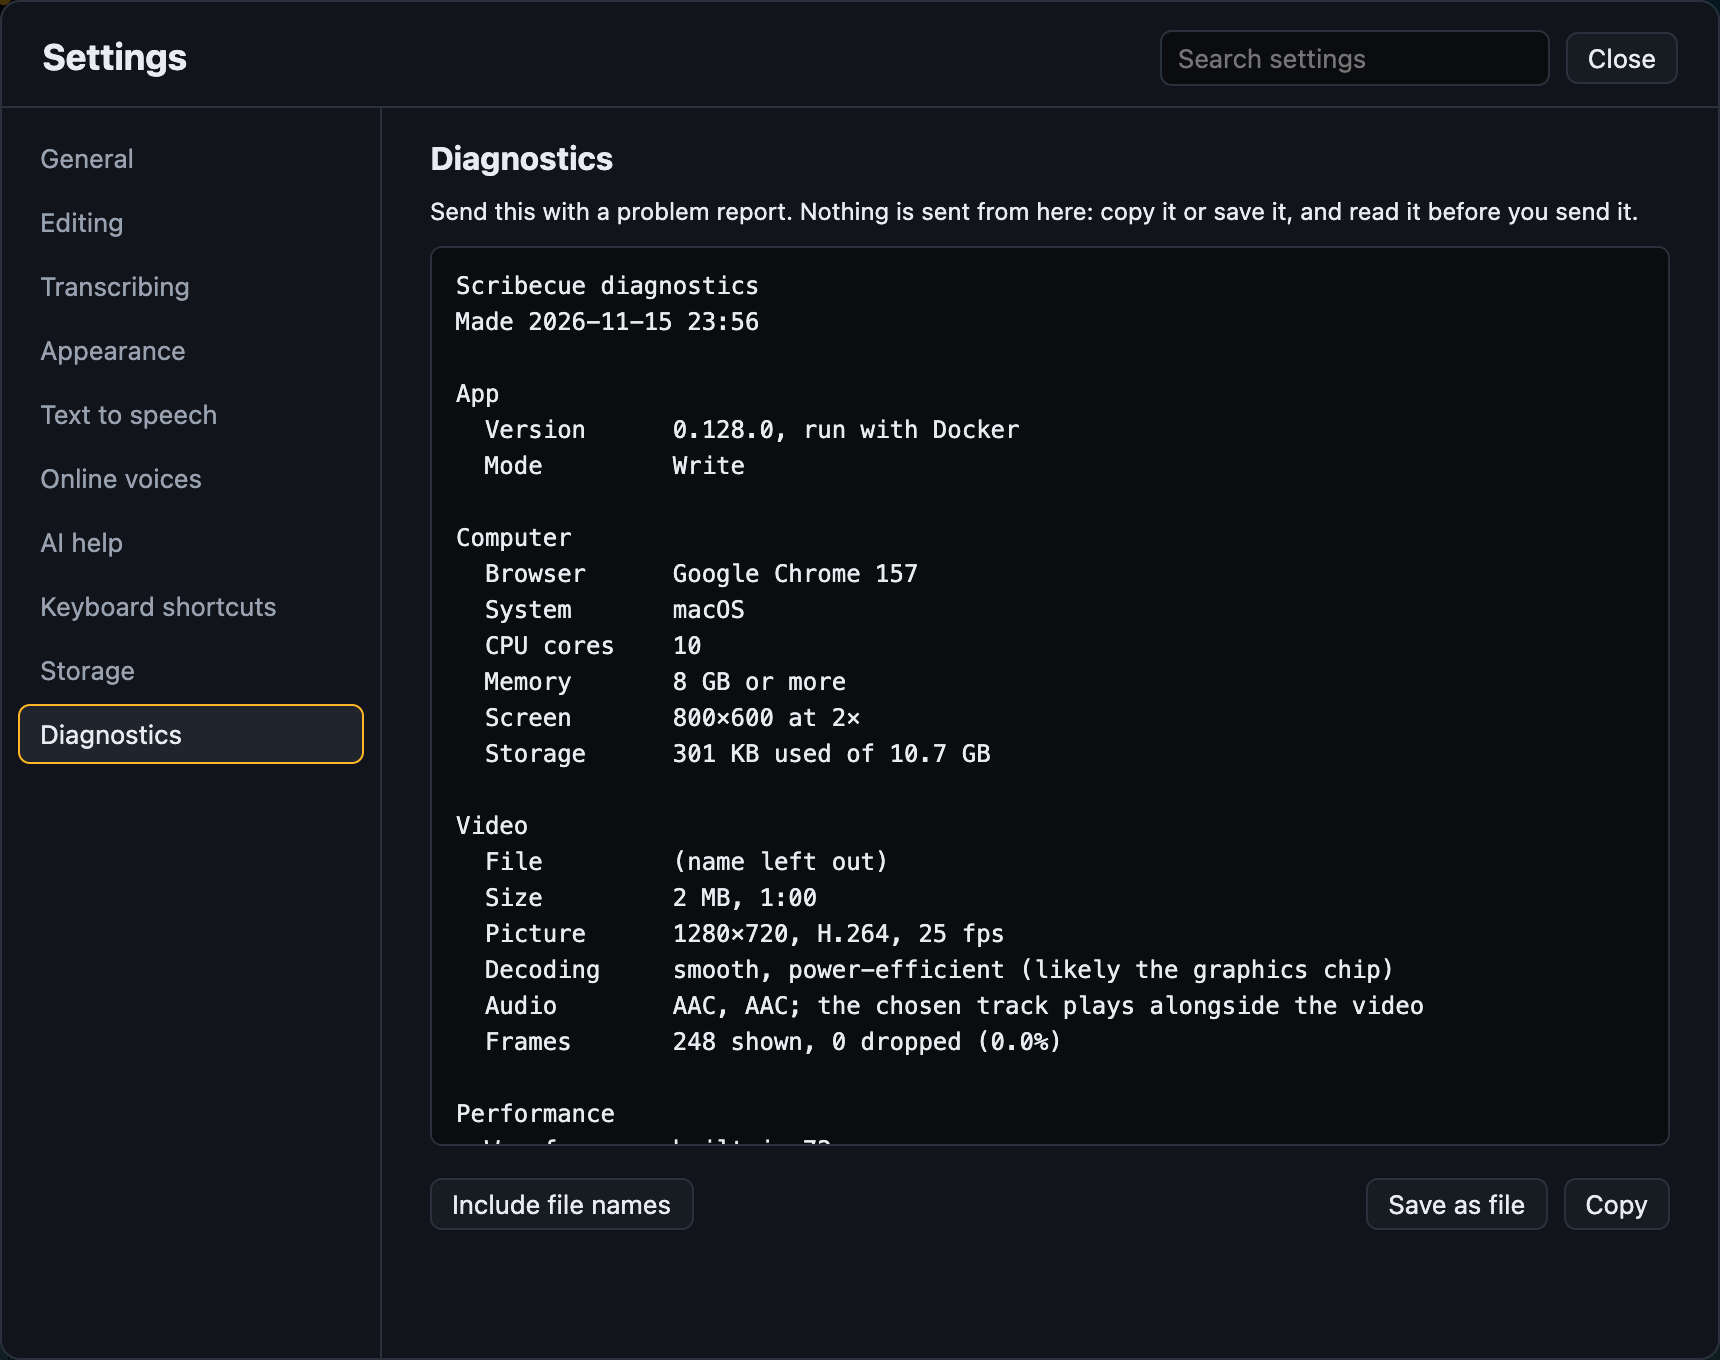 Settings
Search settings
Close
General
Editing
Transcribing
Appearance
Text to speech
Online voices
AI help
Keyboard shortcuts
Storage
Diagnostics
Diagnostics
Send this with a problem report. Nothing is sent from here: copy it or save it, and read it before you send it.
Scribecue diagnostics
Made 2026-11-15 23:56
App
Version 0.128.0, run with Docker
Mode Write
Computer
Browser Google Chrome 157
System macOS
CPU cores 10
Memory 8 GB or more
Screen 800×600 at 2×
Storage 301 KB used of 10.7 GB
Video
File (name left out)
Size 2 MB, 1:00
Picture 1280×720, H.264, 25 fps
Decoding smooth, power-efficient (likely the graphics chip)
Audio AAC, AAC; the chosen track plays alongside the video
Frames 248 shown, 0 dropped (0.0%)
Performance
Include file names
Save as file
Copy